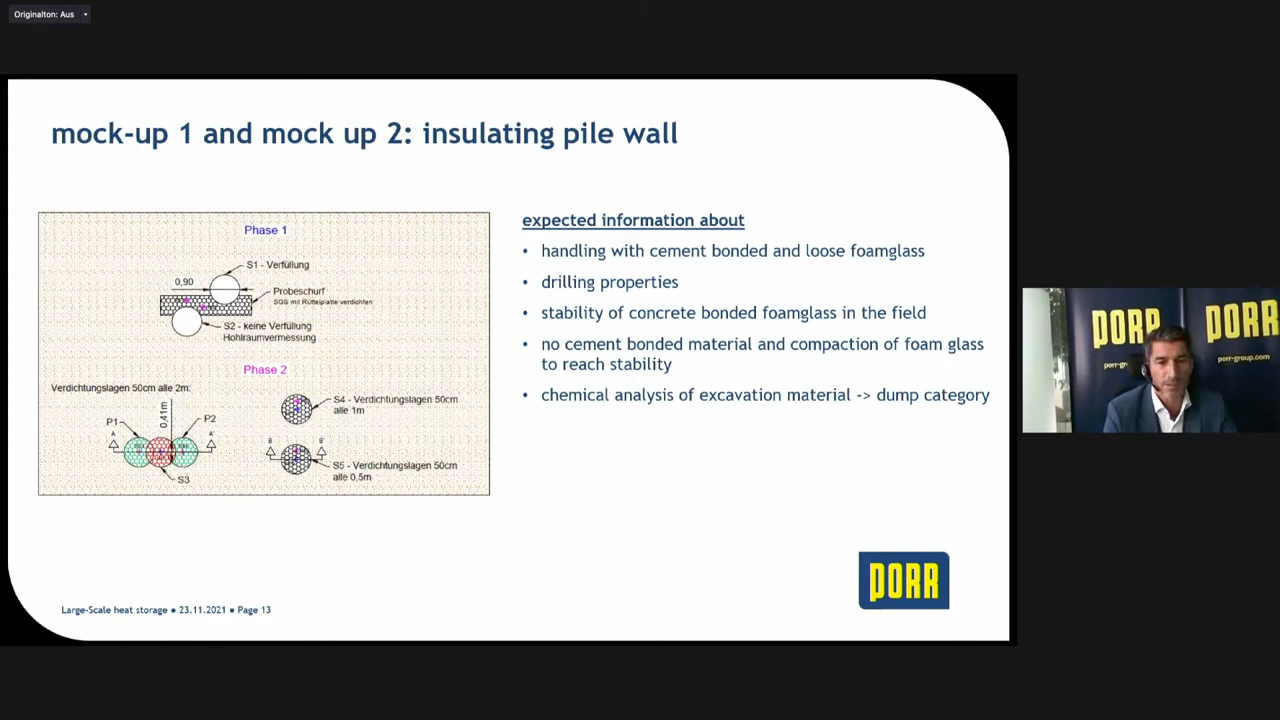 Originalton: Aus
mock-up 1 and mock up 2: insulating pile wall
Phase 1
S1 - Verfüllung
0,90
Probeschurf
SGS mit Rüttelplatte verdichten
S2 - keine Verfüllung
Hohlraumvermessung
Phase 2
Verdichtungslagen 50cm alle 2m:
0,41m
P1
P2
A
A'
S3
S4 - Verdichtungslagen 50cm
alle 1m
B
B'
S5 - Verdichtungslagen 50cm
alle 0,5m
expected information about
• handling with cement bonded and loose foamglass
• drilling properties
• stability of concrete bonded foamglass in the field
• no cement bonded material and compaction of foam glass
to reach stability
• chemical analysis of excavation material -> dump category
PORR
Large-Scale heat storage ● 23.11.2021 ● Page 13
PORR
porr-gr
PORR
porr-group.com